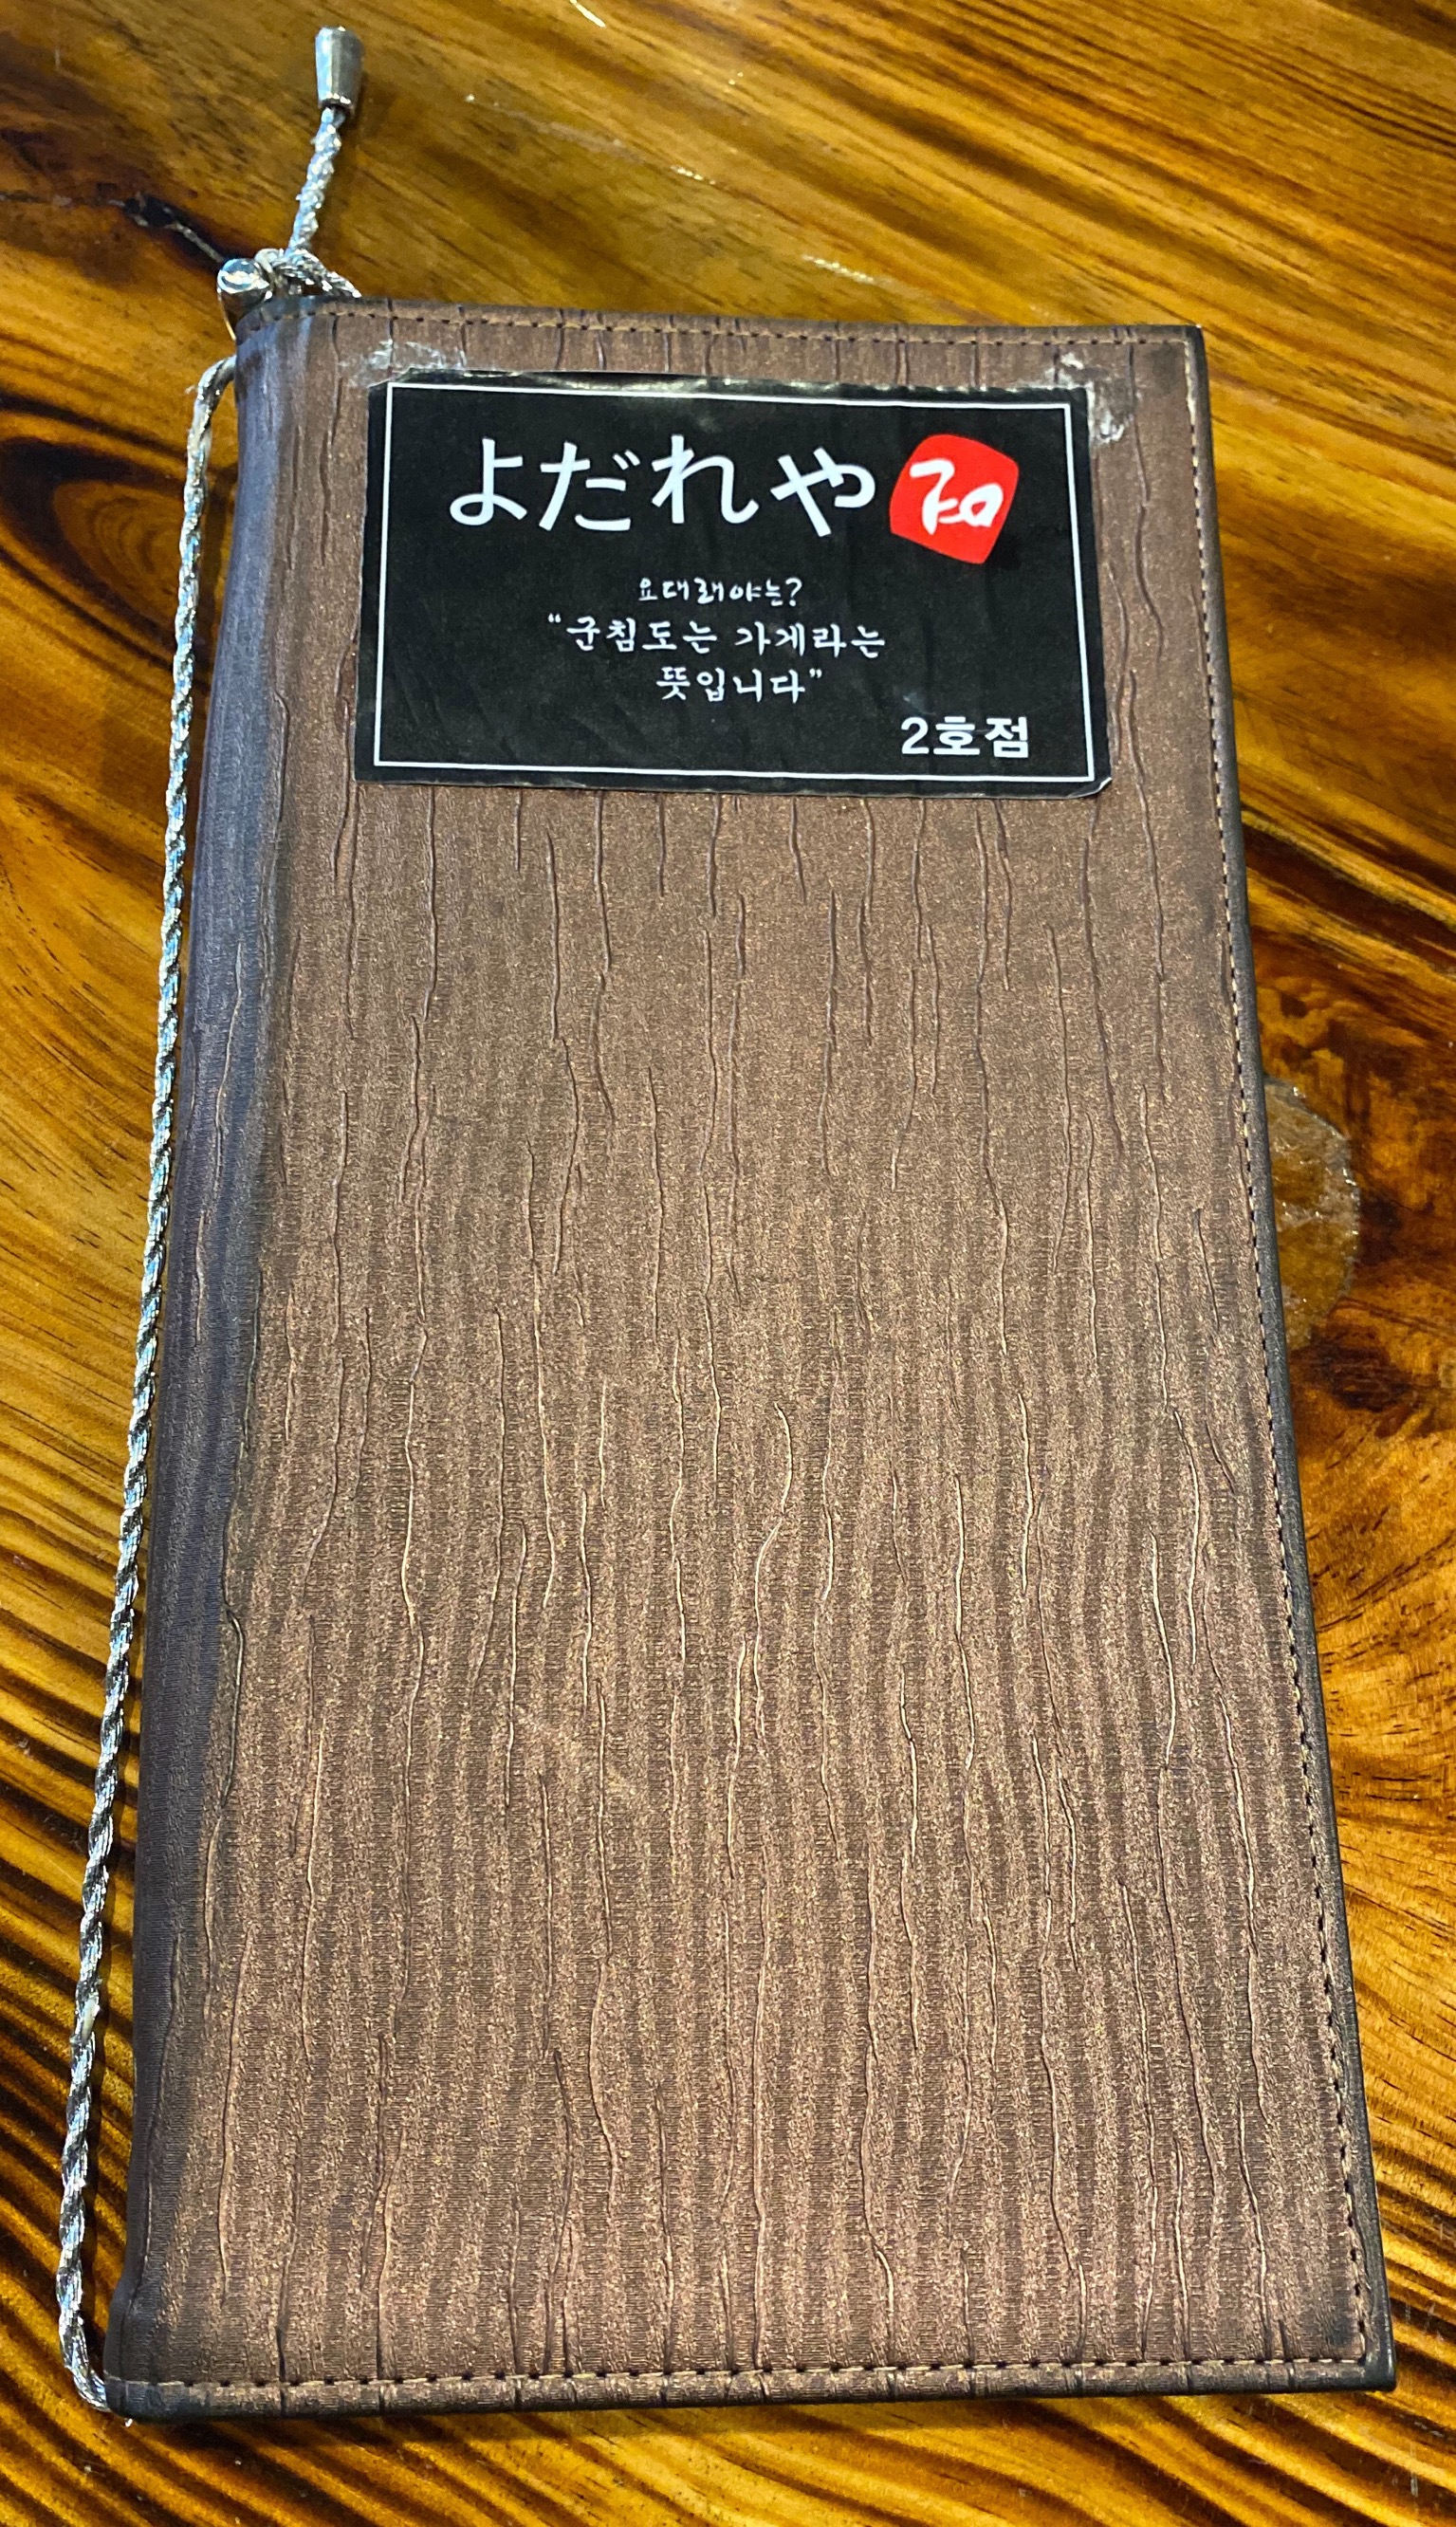 よだれや 和
요대래야는?
“군침도는 가게라는
뜻입니다”
2호점